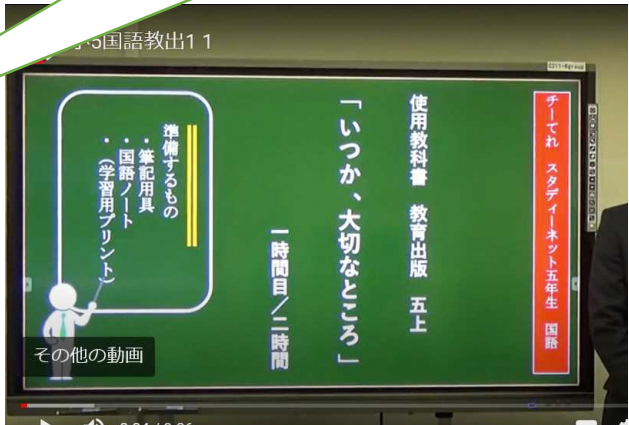 5国語教出1 1
チーてれ スタディーネット五年生 国語
使用教科書 教育出版 五上
「いつか、大切なところ」
一時間目/二時間
準備するもの
・筆記用具
・国語ノート
・(学習用プリント)
その他の動画